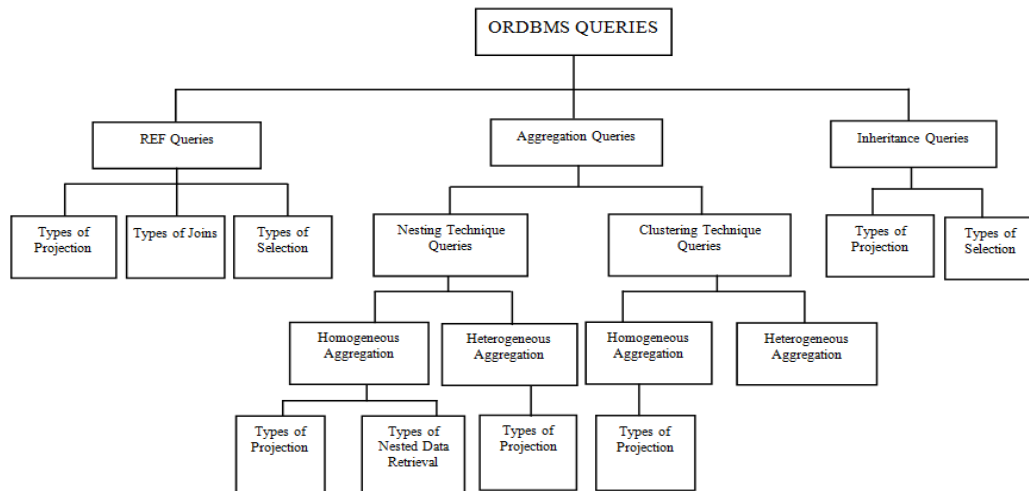 ORDBMS QUERIES
REF Queries
Aggregation Queries
Inheritance Queries
Types of
Projection
Types of Joins
Types of
Selection
Nesting Technique
Queries
Clustering Technique
Queries
Types of
Projection
Types of
Selection
Homogeneous
Aggregation
Heterogeneous
Aggregation
Homogeneous
Aggregation
Heterogeneous
Aggregation
Types of
Projection
Types of
Nested Data
Retrieval
Types of
Projection
Types of
Projection